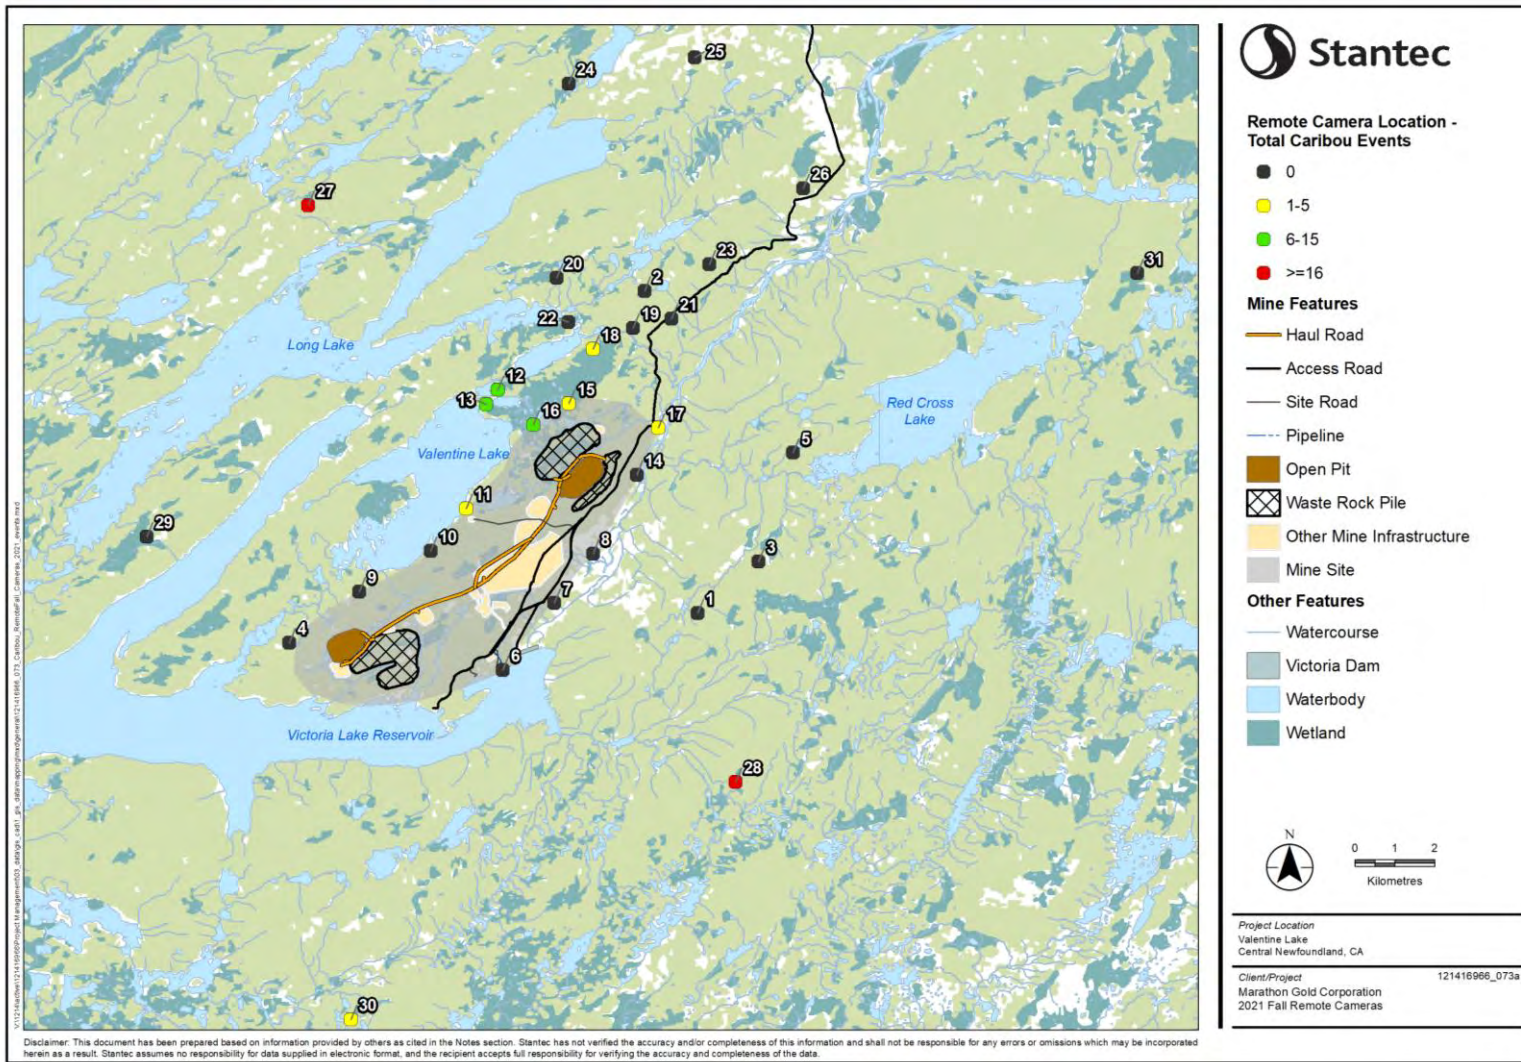 Stantec
Remote Camera Location -
Total Caribou Events
0
1-5
6-15
>=16
Mine Features
Haul Road
Access Road
Site Road
Pipeline
Open Pit
Waste Rock Pile
Other Mine Infrastructure
Mine Site
Other Features
Watercourse
Victoria Dam
Waterbody
Wetland
N
0 1 2
Kilometres
Project Location
Valentine Lake
Central Newfoundland, CA
Client/Project 121416966_073a
Marathon Gold Corporation
2021 Fall Remote Cameras
25
24
26
27
23
31
20
2
21
19
22
18
Long Lake
12
13
15
16
17
Red Cross
Lake
Valentine Lake
5
14
11
29
10
8
3
9
7
1
4
6
Victoria Lake Reservoir
28
30
Disclaimer: This document has been prepared based on information provided by others as cited in the Notes section. Stantec has not verified the accuracy and/or completeness of this information and shall not be responsible for any errors or omissions which may be incorporated
herein as a result. Stantec assumes no responsibility for data supplied in electronic format, and the recipient accepts full responsibility for verifying the accuracy and completeness of the data.